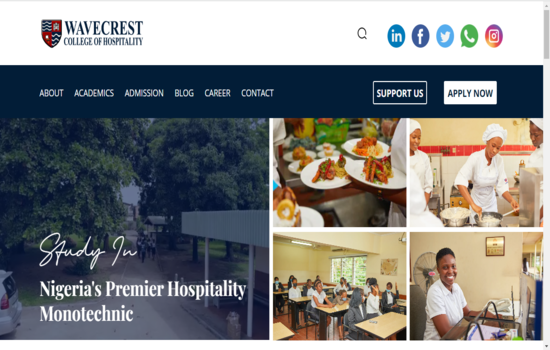 WAVECREST
COLLEGE OF HOSPITALITY
ABOUT ACADEMICS ADMISSION BLOG CAREER CONTACT
SUPPORT US
APPLY NOW
Study In
Nigeria's Premier Hospitality
Monotechnic